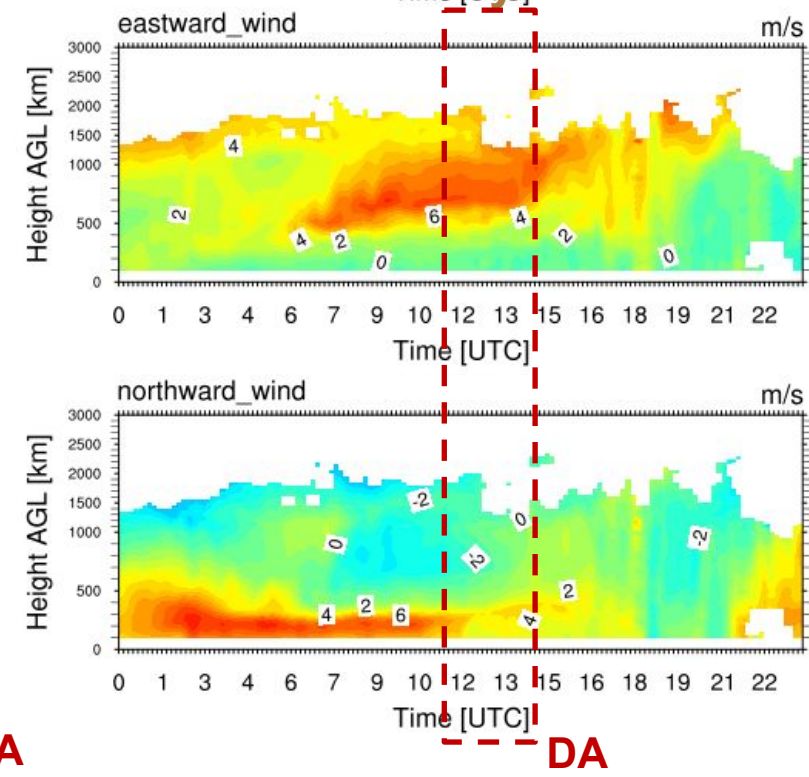 eastward_wind m/s
3000
2500
2000
1500
1000
500
0
Height AGL [km]
4
2
4 2 0 6 4 2 0
0 1 3 4 6 7 9 10 12 13 15 16 18 19 21 22
Time [UTC]
northward_wind m/s
3000
2500
2000
1500
1000
500
0
Height AGL [km]
-2
0
0 -2 -2
4 2 6 4 2
0 1 3 4 6 7 9 10 12 13 15 16 18 19 21 22
Time [UTC]
A DA